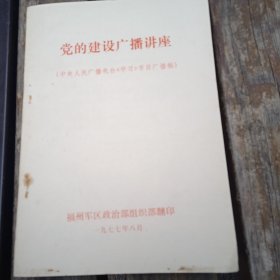 党的建设广播讲座
(中央人民广播电台《学习》节目广播稿)
福州军区政治部组织部翻印
一九七七年八月